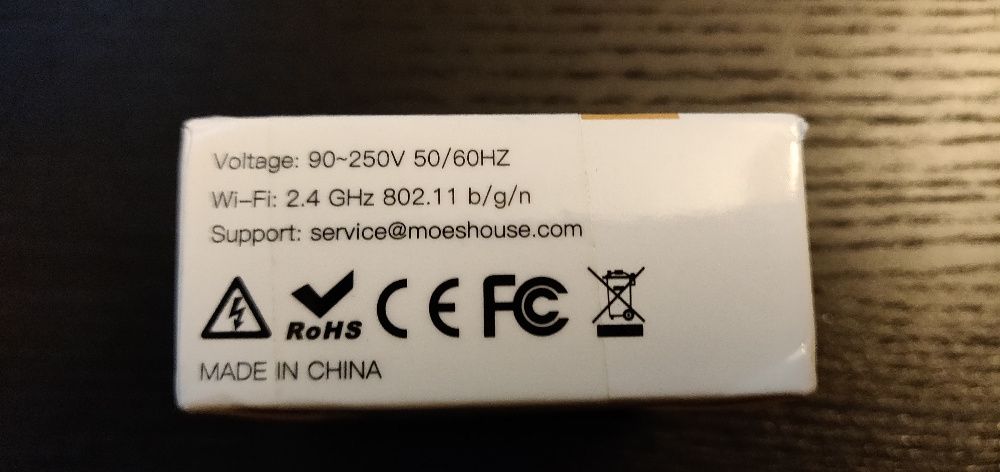 Voltage: 90~250V 50/60HZ
Wi-Fi: 2.4 GHz 802.11 b/g/n
Support: service@moeshouse.com
RoHS CE FC
MADE IN CHINA